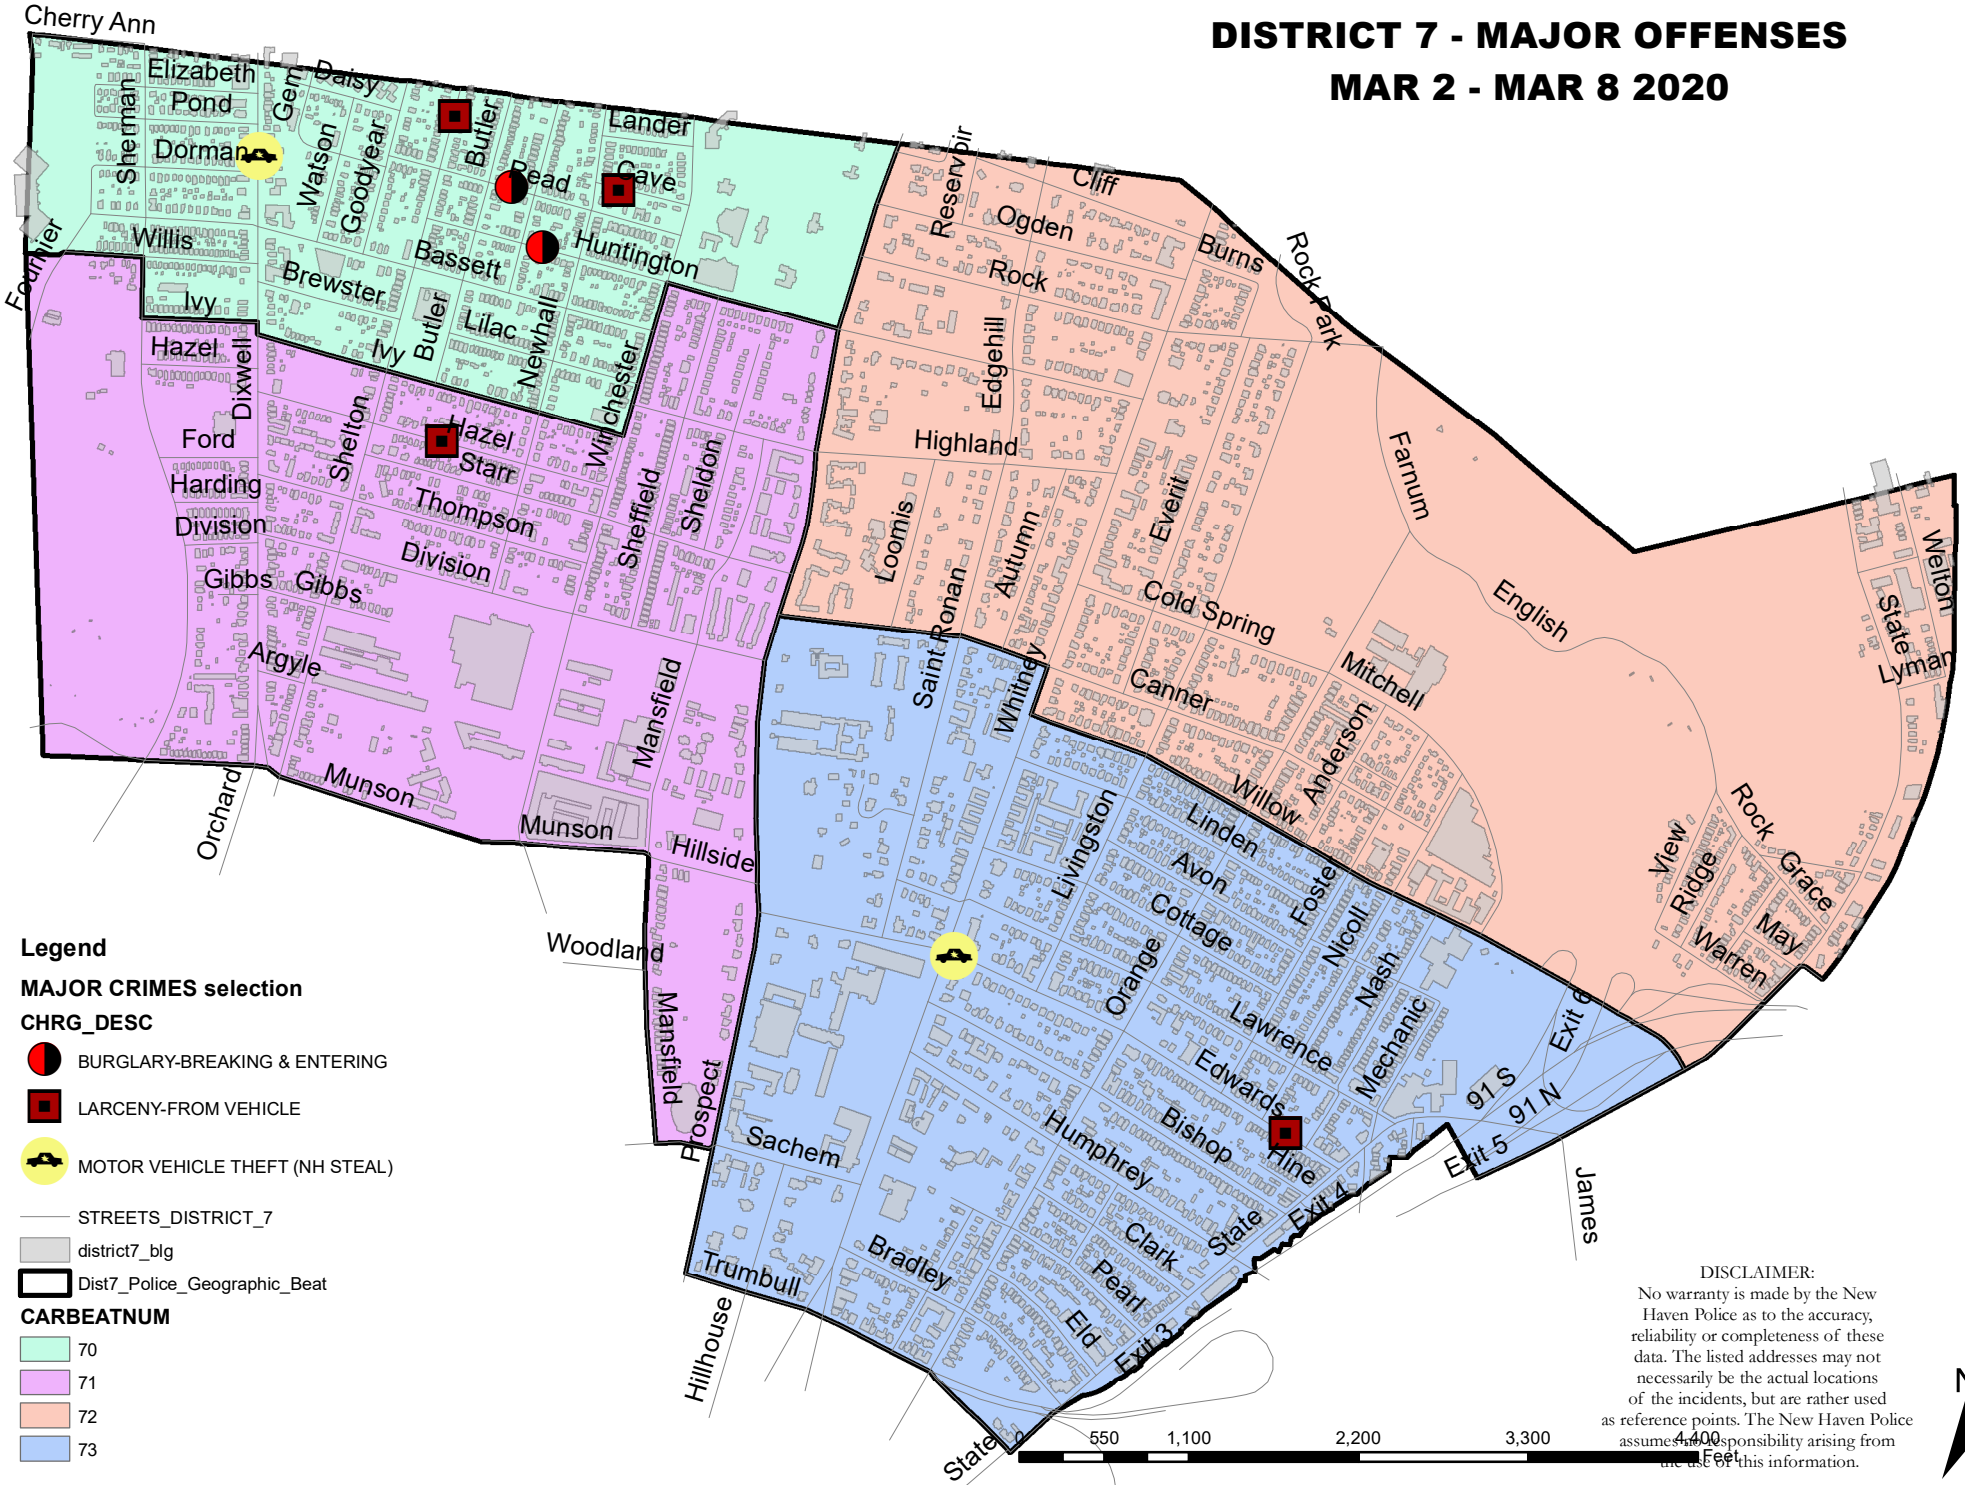 DISTRICT 7 - MAJOR OFFENSES
MAR 2 - MAR 8 2020
Cherry Ann
Elizabeth
Pond
Sherman
Dorman
Gem
Daisy
Watson
Goodyear
Butler
Read
Lander
Cave
Huntington
Fournier
Willis
Ivy
Brewster
Bassett
Butler
Lilac
Newhall
Ivy
Winchester
Hazel
Dixwell
Ford
Harding
Division
Gibbs
Gibbs
Shelton
Hazel
Starr
Thompson
Division
Sheffield
Sheldon
Argyle
Munson
Orchard
Munson
Mansfield
Hillside
Woodland
Mansfield
Prospect
Reservoir
Cliff
Ogden
Burns
Rock
Rock Park
Edgehill
Highland
Farnum
Loomis
Everit
Autumn
Saint Ronan
Whitney
Cold Spring
English
Canner
Mitchell
Anderson
Willow
Welton
State
Lyman
View
Ridge
Rock
Grace
May
Warren
Linden
Livingston
Avon
Foster
Cottage
Nicoll
Orange
Nash
Lawrence
Mechanic
Edwards
Exit 6
91 S
91 N
Bishop
Humphrey
Hine
Exit 5
Exit 4
James
Sachem
State
Clark
Bradley
Pearl
Trumbull
Eld
Exit 3
Hillhouse
State
Legend
MAJOR CRIMES selection
CHRG_DESC
BURGLARY-BREAKING & ENTERING
LARCENY-FROM VEHICLE
MOTOR VEHICLE THEFT (NH STEAL)
STREETS_DISTRICT_7
district7_blg
Dist7_Police_Geographic_Beat
CARBEATNUM
70
71
72
73
DISCLAIMER:
No warranty is made by the New
Haven Police as to the accuracy,
reliability or completeness of these
data. The listed addresses may not
necessarily be the actual locations
of the incidents, but are rather used
as reference points. The New Haven Police
assumes no responsibility arising from
the use of this information.
0 550 1,100 2,200 3,300 4,400
Feet
N